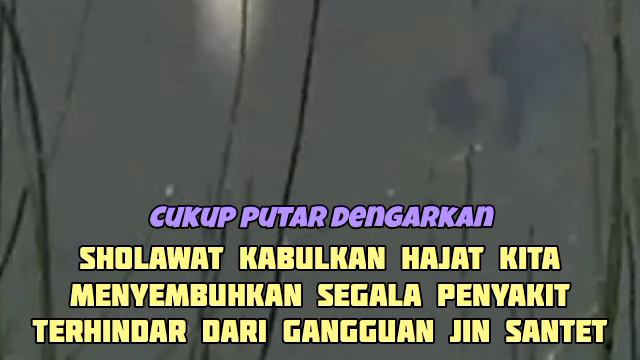 CUKUP PUTAR DENGARKAN
SHOLAWAT KABULKAN HAJAT KITA
MENYEMBUHKAN SEGALA PENYAKIT
TERHINDAR DARI GANGGUAN JIN SANTET